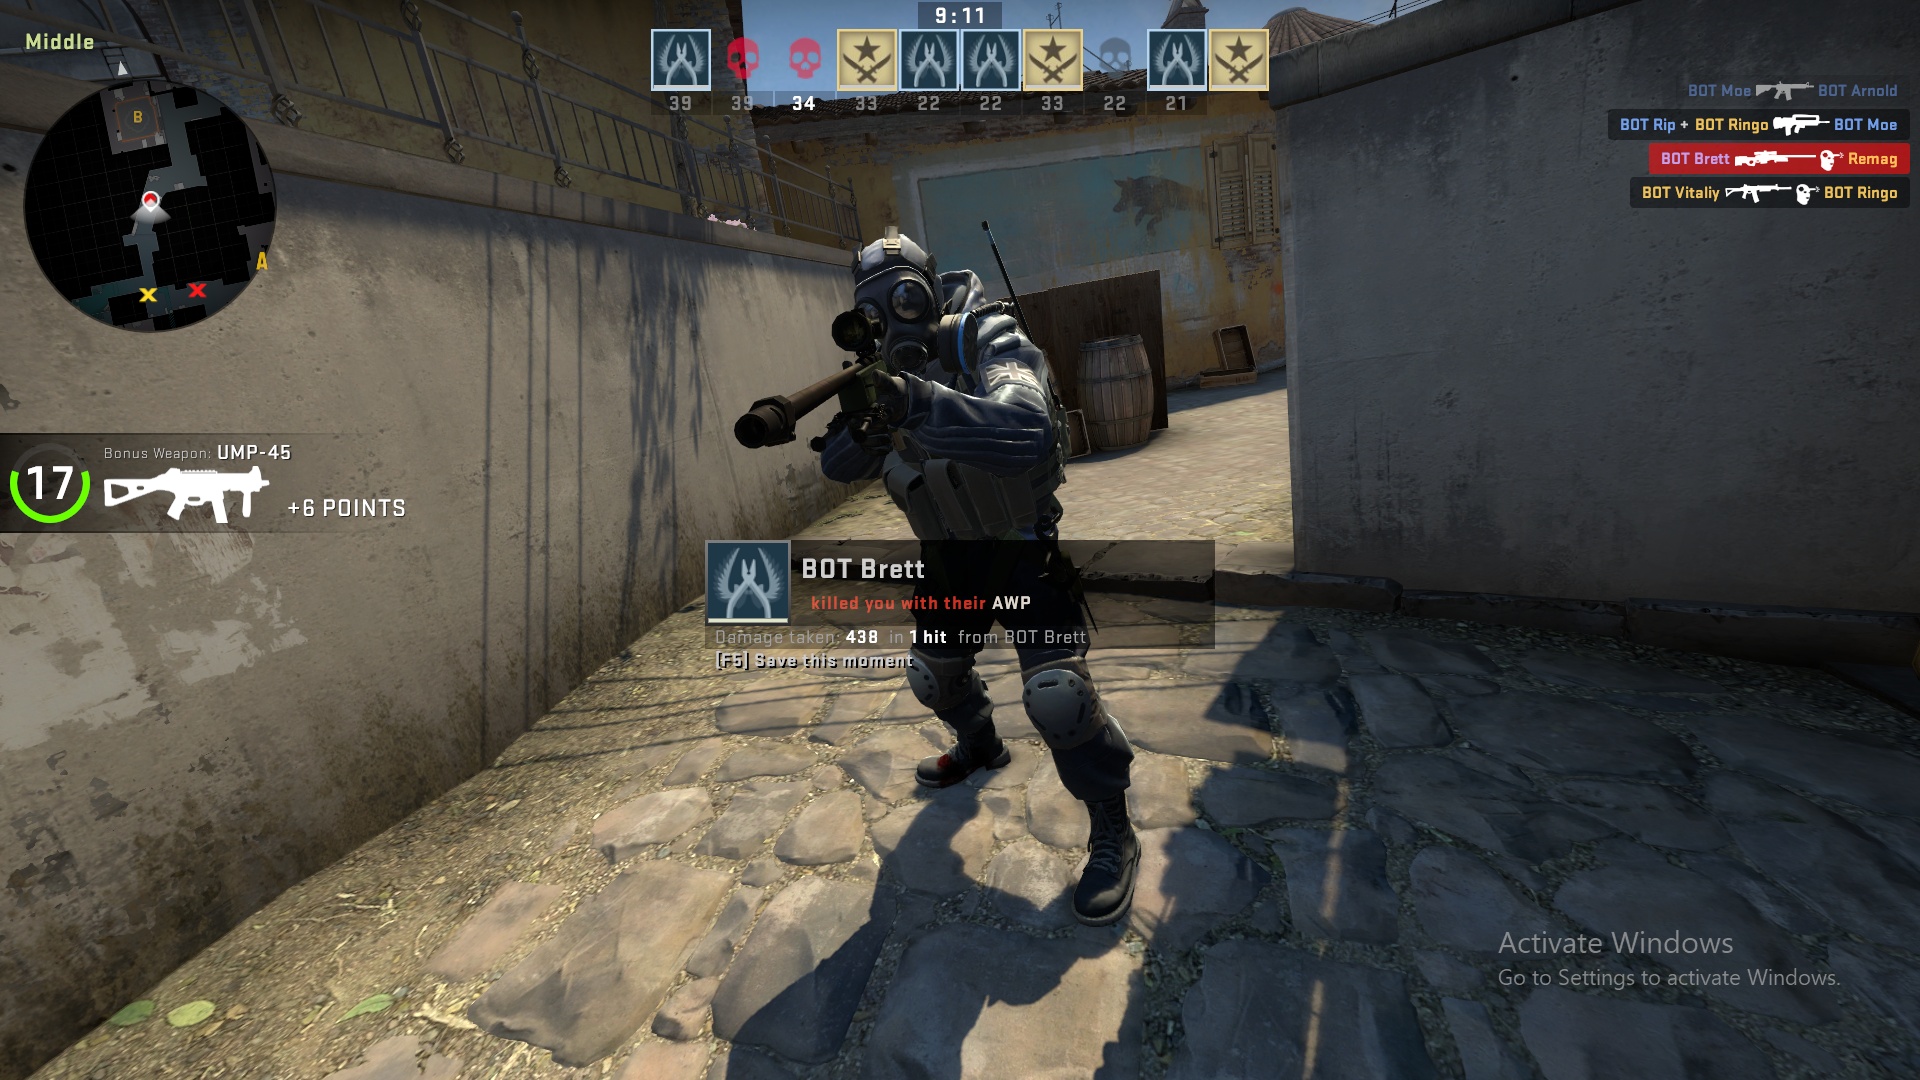 9:11
Middle
39 39 34 33 22 22 33 22 21
B
A
BOT Moe BOT Arnold
BOT Rip + BOT Ringo BOT Moe
BOT Brett Remag
BOT Vitaliy BOT Ringo
17
Bonus Weapon: UMP-45
+6 POINTS
BOT Brett
killed you with their AWP
Damage taken: 438 in 1 hit from BOT Brett
[F5] Save this moment
Activate Windows
Go to Settings to activate Windows.